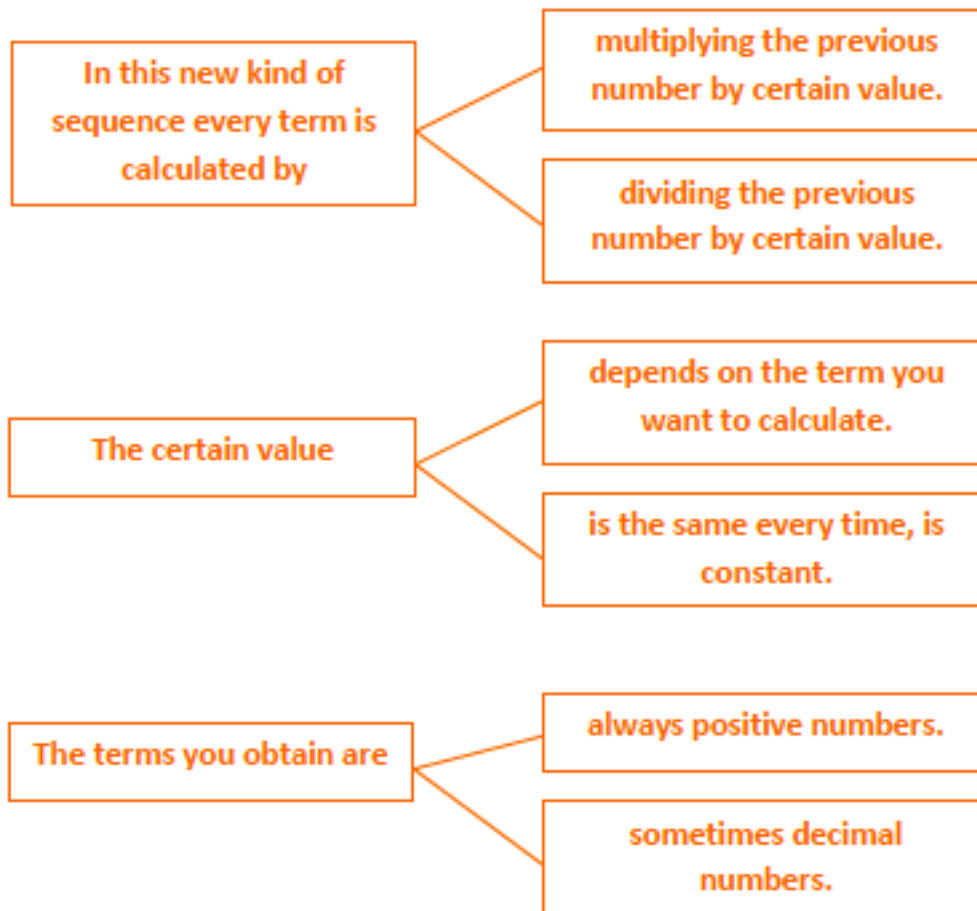 In this new kind of
sequence every term is
calculated by
multiplying the previous
number by certain value.
dividing the previous
number by certain value.
The certain value
depends on the term you
want to calculate.
is the same every time, is
constant.
The terms you obtain are
always positive numbers.
sometimes decimal
numbers.